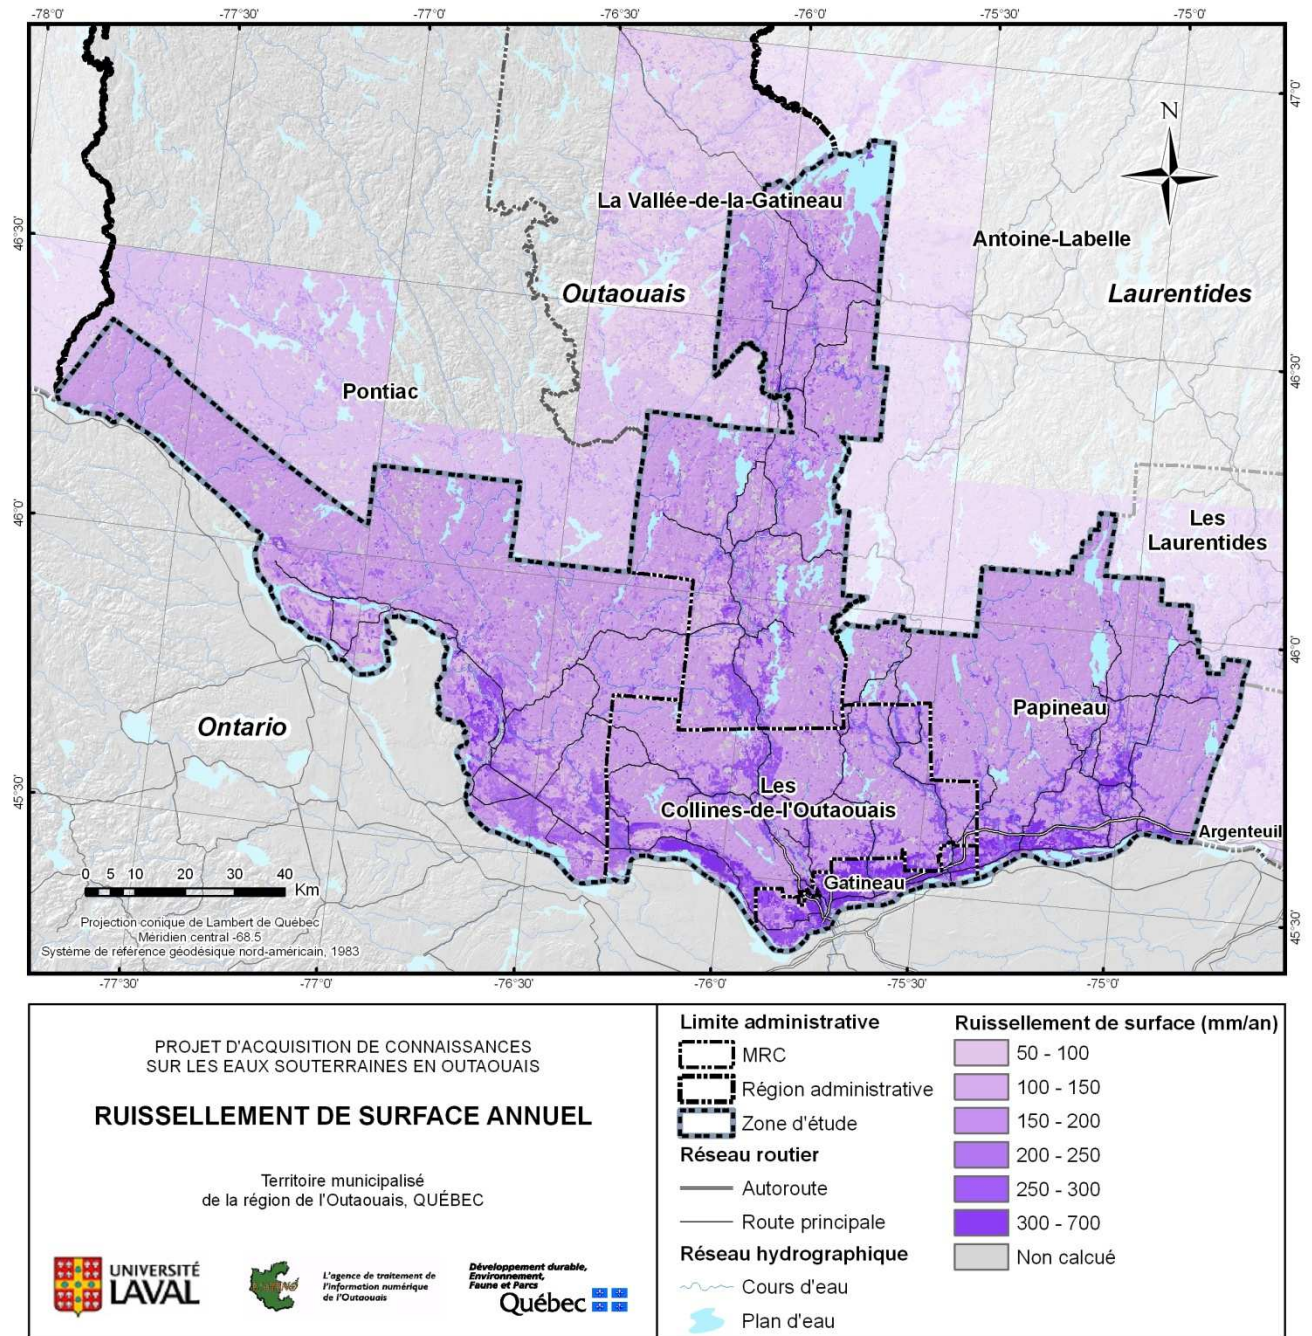 -78°0'
-77°30'
-77°0'
-76°30'
-76°0'
-75°30'
-75°0'
47°0'
N
La Vallée-de-la-Gatineau
Antoine-Labelle
46°30'
Outaouais
Laurentides
Pontiac
46°30'
46°0'
Les
Laurentides
46°0'
Papineau
Ontario
Les
Collines-de-l'Outaouais
45°30'
Argenteuil
Gatineau
0 5 10 20 30 40
Km
45°30'
Projection conique de Lambert de Québec
Méridien central -68.5
Système de référence géodésique nord-américain, 1983
-77°30'
-77°0'
-76°30'
-76°0'
-75°30'
-75°0'
PROJET D'ACQUISITION DE CONNAISSANCES
SUR LES EAUX SOUTERRAINES EN OUTAOUAIS
RUISSELLEMENT DE SURFACE ANNUEL
Territoire municipalisé
de la région de l'Outaouais, QUÉBEC
UNIVERSITÉ
LAVAL
L'agence de traitement de
l'information numérique
de l'Outaouais
Développement durable,
Environnement,
Faune et Parcs
Québec
Limite administrative
MRC
Région administrative
Zone d'étude
Réseau routier
Autoroute
Route principale
Réseau hydrographique
Cours d'eau
Plan d'eau
Ruissellement de surface (mm/an)
50 - 100
100 - 150
150 - 200
200 - 250
250 - 300
300 - 700
Non calcué